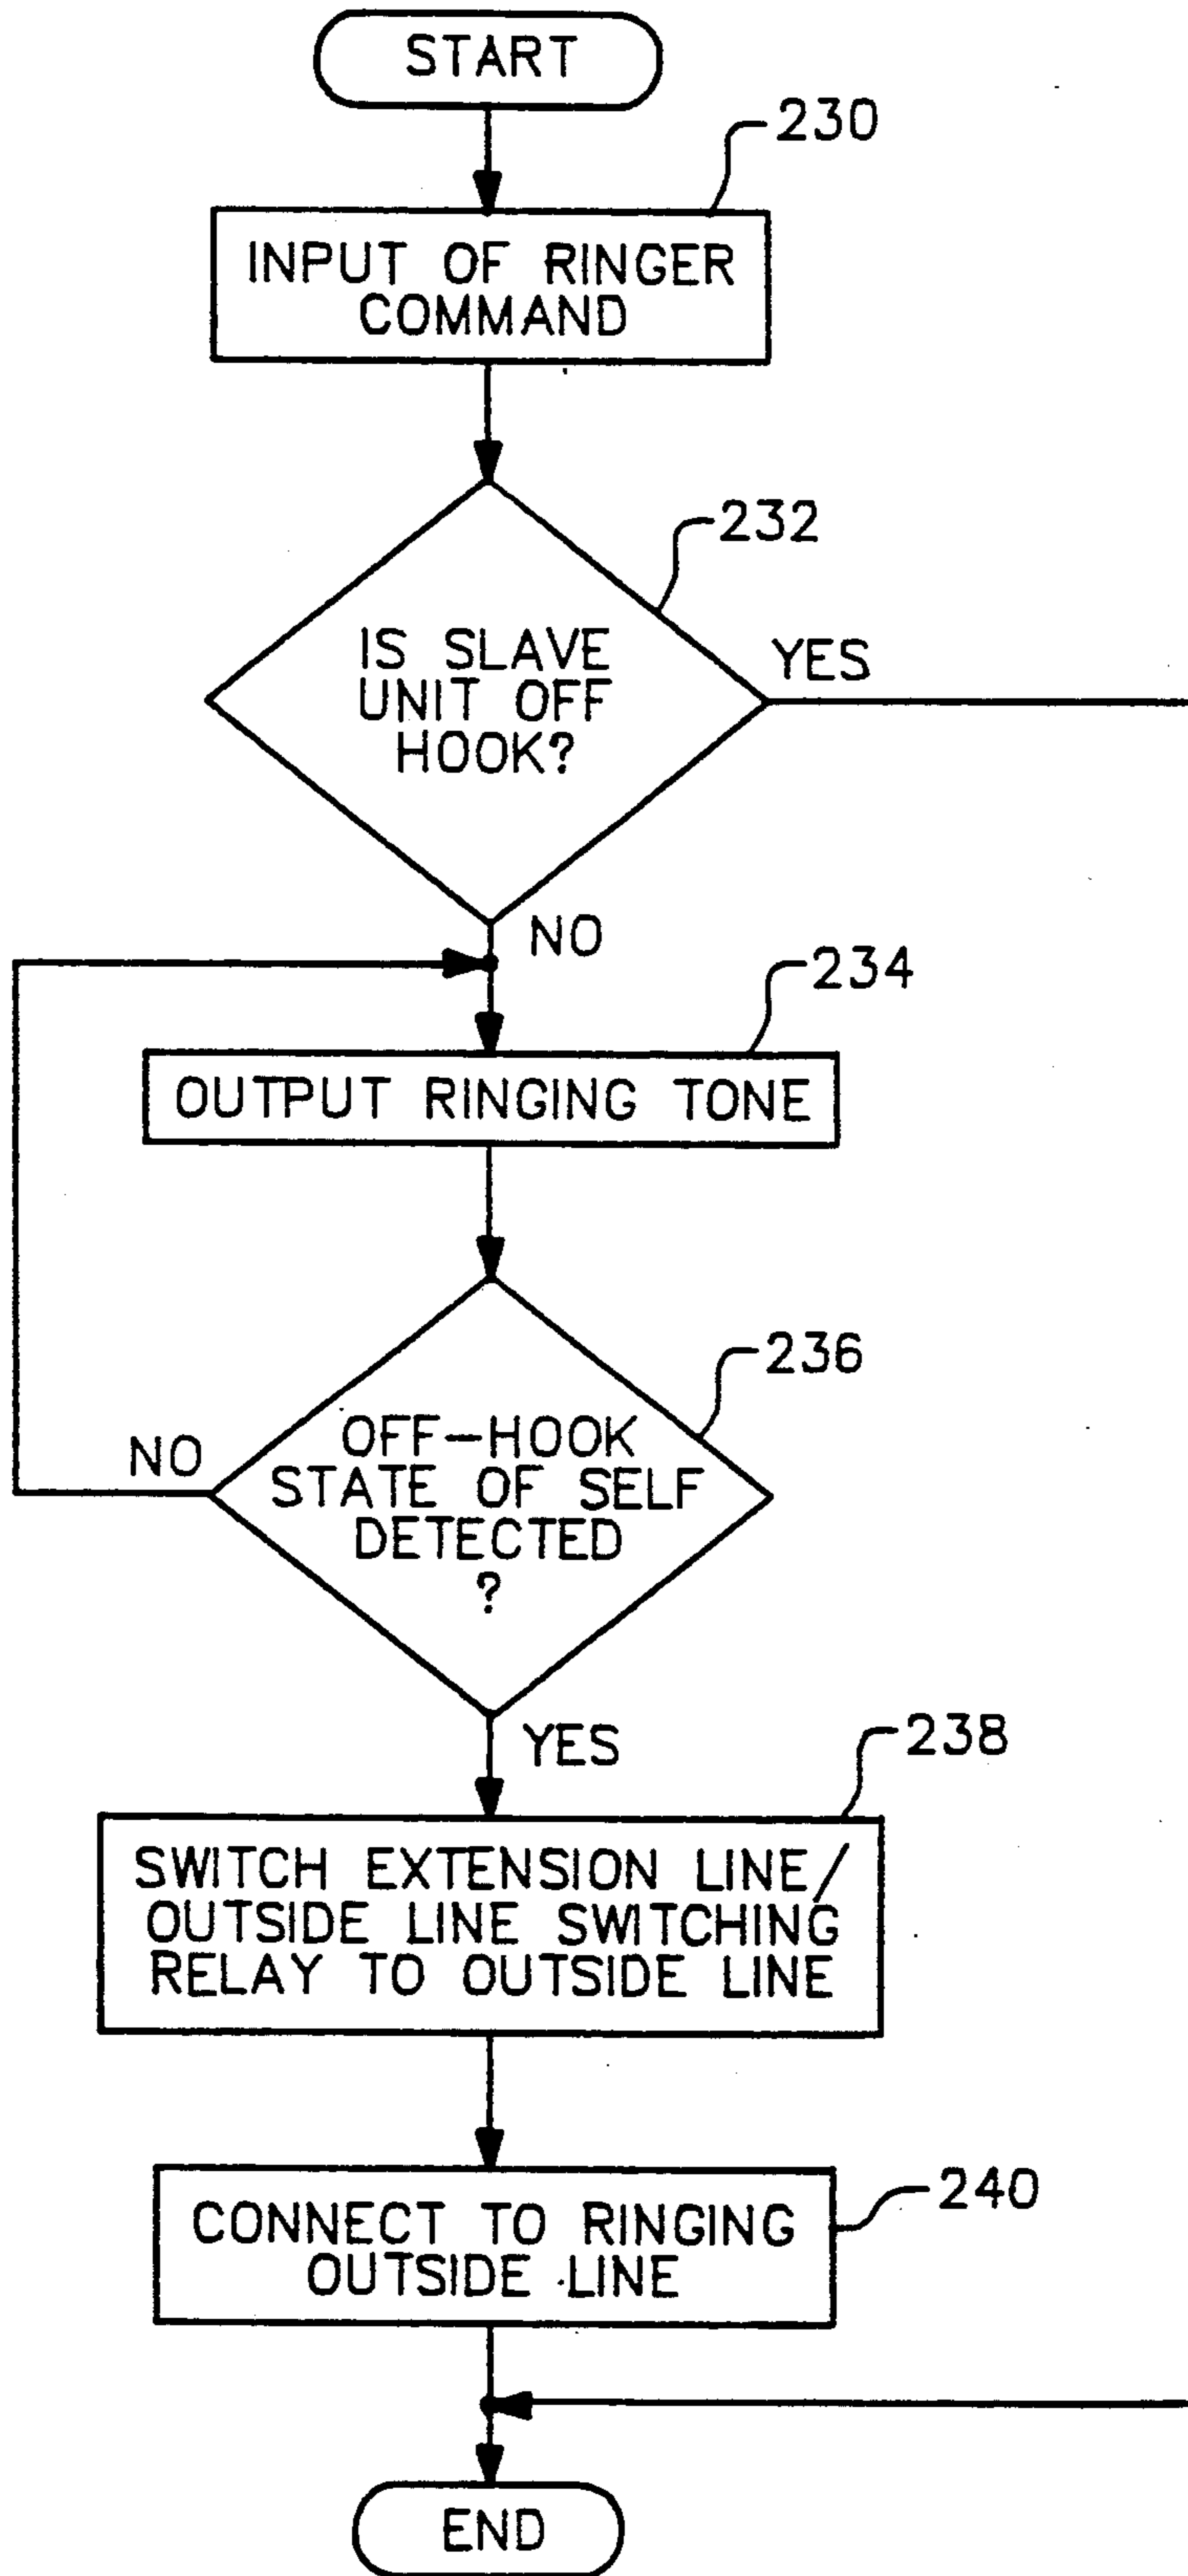 START
230
INPUT OF RINGER
COMMAND
232
IS SLAVE
UNIT OFF
HOOK?
YES
NO
234
OUTPUT RINGING TONE
236
OFF-HOOK
STATE OF SELF
DETECTED
?
NO
YES
238
SWITCH EXTENSION LINE/
OUTSIDE LINE SWITCHING
RELAY TO OUTSIDE LINE
240
CONNECT TO RINGING
OUTSIDE LINE
END